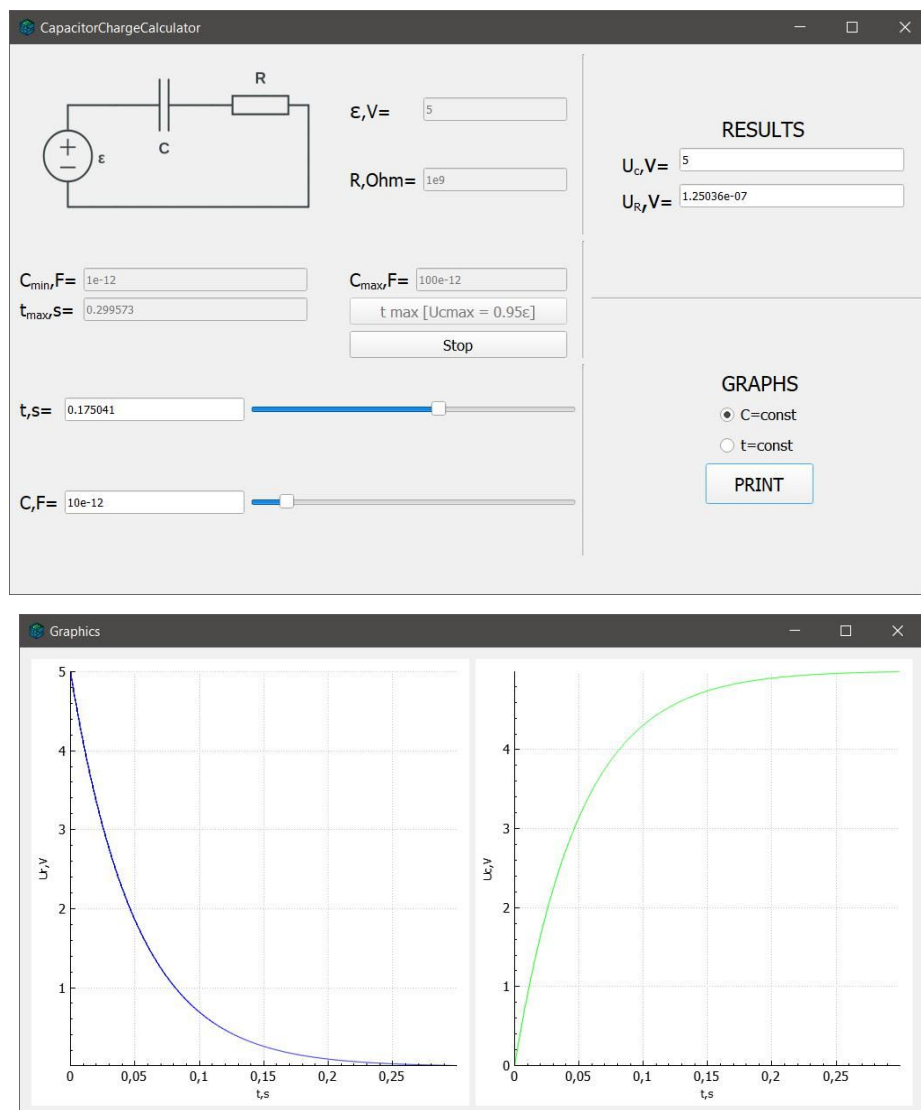 CapacitorChargeCalculator
R
C
ε
+
−
ε,V= 5
R,Ohm= 1e9
RESULTS
Uc,V= 5
UR,V= 1.25036e-07
Cmin,F= 1e-12
Cmax,F= 100e-12
tmax,s= 0.299573
t max [Ucmax = 0.95ε]
Stop
t,s= 0.175041
C,F= 10e-12
GRAPHS
C=const
t=const
PRINT
Graphics
5
4
3
2
1
Ur,V
0 0,05 0,1 0,15 0,2 0,25
t,s
4
3
2
1
0
Uc,V
0 0,05 0,1 0,15 0,2 0,25
t,s